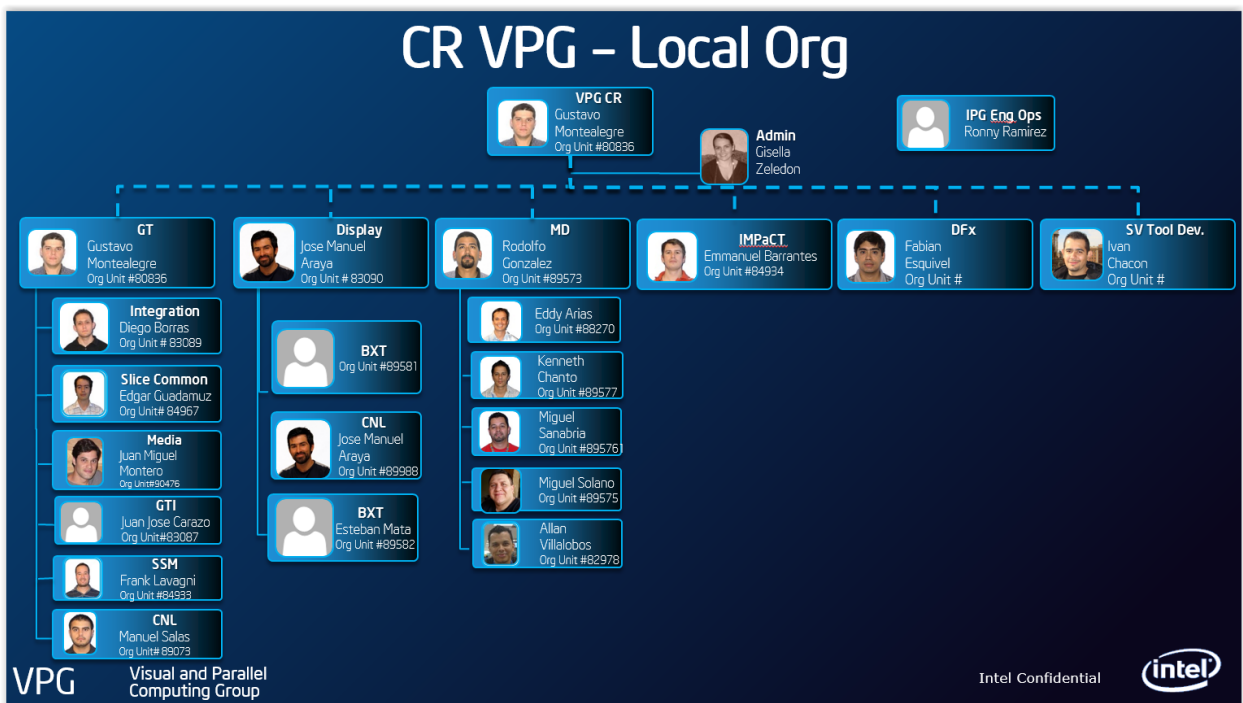 CR VPG – Local Org
VPG CR
Gustavo
Montealegre
Org Unit #80836
Admin
Gisella
Zeledon
IPG Eng Ops
Ronny Ramirez
GT
Gustavo
Montealegre
Org Unit #80836
Display
Jose Manuel
Araya
Org Unit # 83090
MD
Rodolfo
Gonzalez
Org Unit #89573
IMPaCT
Emmanuel Barrantes
Org Unit #84934
DFx
Fabian
Esquivel
Org Unit #
SV Tool Dev.
Ivan
Chacon
Org Unit #
Integration
Diego Borras
Org Unit # 83089
Slice Common
Edgar Guadamuz
Org Unit# 84967
Media
Juan Miguel
Montero
Org Unit#90476
GTI
Juan Jose Carazo
Org Unit#83087
SSM
Frank Lavagni
Org Unit #84933
CNL
Manuel Salas
Org Unit# 89073
BXT
Org Unit #89581
CNL
Jose Manuel
Araya
Org Unit #89988
BXT
Esteban Mata
Org Unit #89582
Eddy Arias
Org Unit #88270
Kenneth
Chanto
Org Unit #89577
Miguel
Sanabria
Org Unit #89576
Miguel Solano
Org Unit #89575
Allan
Villalobos
Org Unit #82978
VPG
Visual and Parallel
Computing Group
Intel Confidential
intel